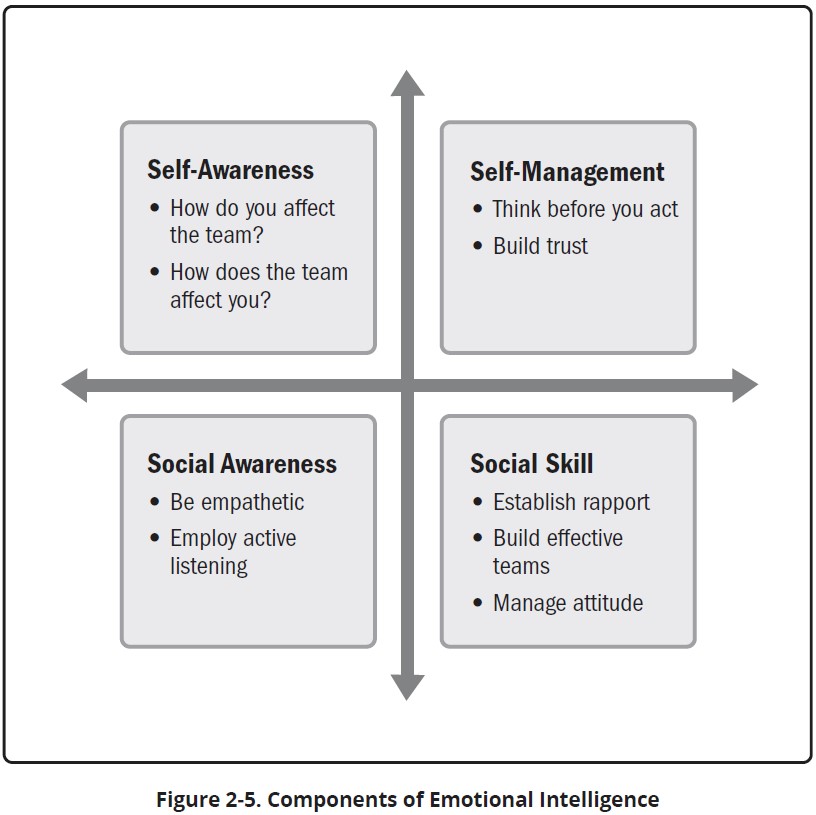 Self-Awareness
• How do you affect
the team?
• How does the team
affect you?
Self-Management
• Think before you act
• Build trust
Social Awareness
• Be empathetic
• Employ active
listening
Social Skill
• Establish rapport
• Build effective
teams
• Manage attitude
Figure 2-5. Components of Emotional Intelligence